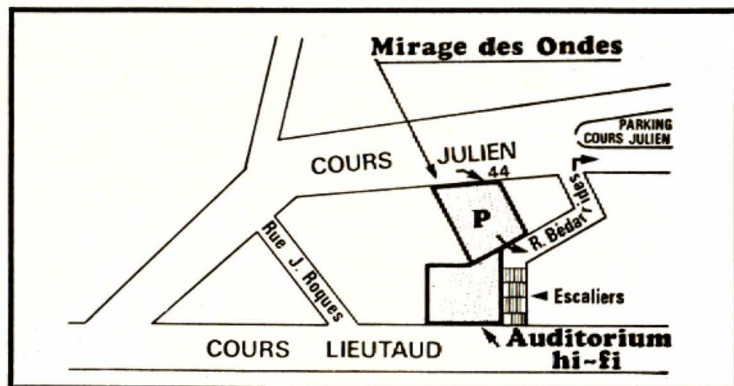 Mirage des Ondes
PARKING
COURS JULIEN
COURS JULIEN
44
P
R. Bédarrides
Rue J. Roques
Escaliers
COURS LIEUTAUD
Auditorium
hi-fi